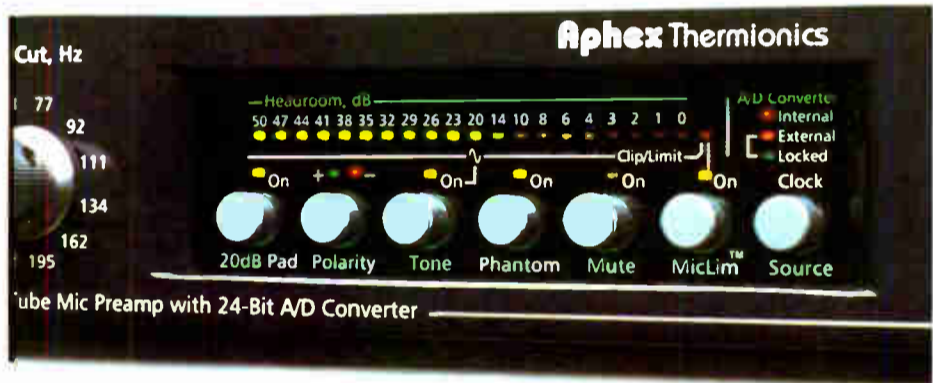 Aphex Thermionics
Cut, Hz
77
92
111
134
162
195
Headroom, dB
50 47 44 41 38 35 32 29 26 23 20 14 10 8 6 4 3 2 1 0
Clip/Limit
A/D Converte
Internal
External
Locked
Clock
On + - On On On On
20dB Pad Polarity Tone Phantom Mute MicLim™ Source
ube Mic Preamp with 24-Bit A/D Converter